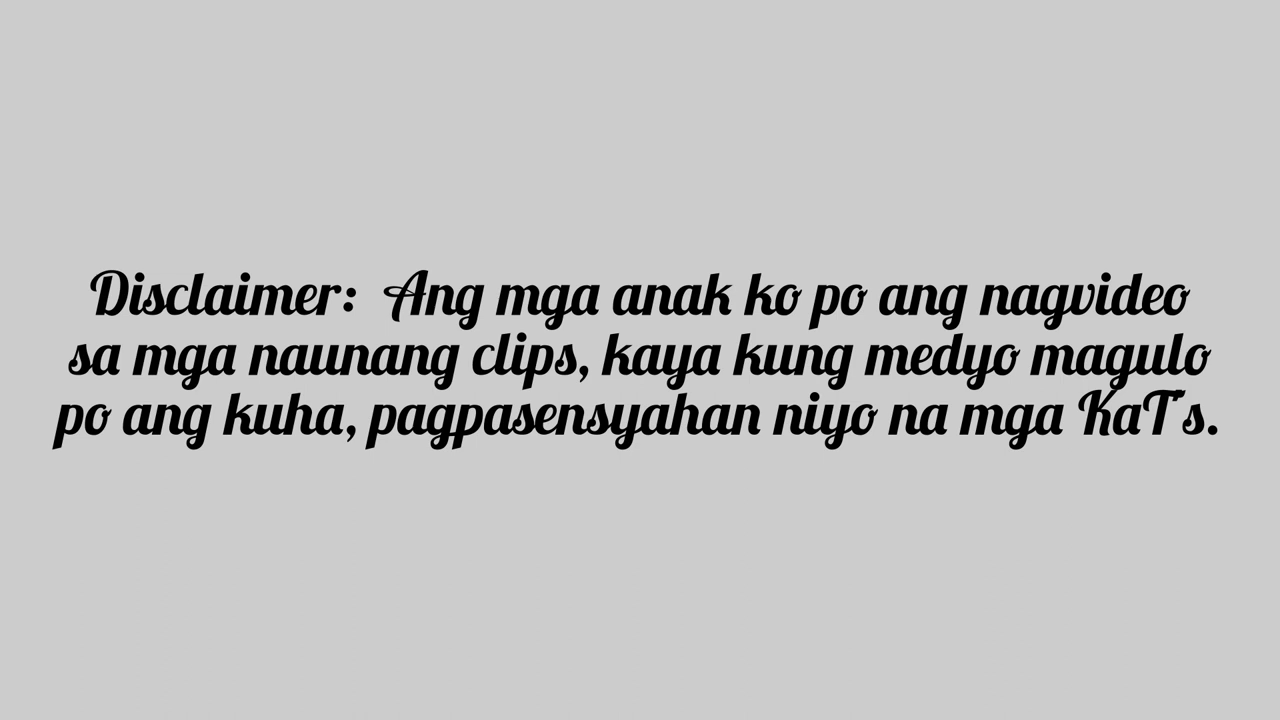 Disclaimer: Ang mga anak ko po ang nagvideo
sa mga naunang clips, kaya kung medyo magulo
po ang kuha, pagpasensyahan niyo na mga KaT's.